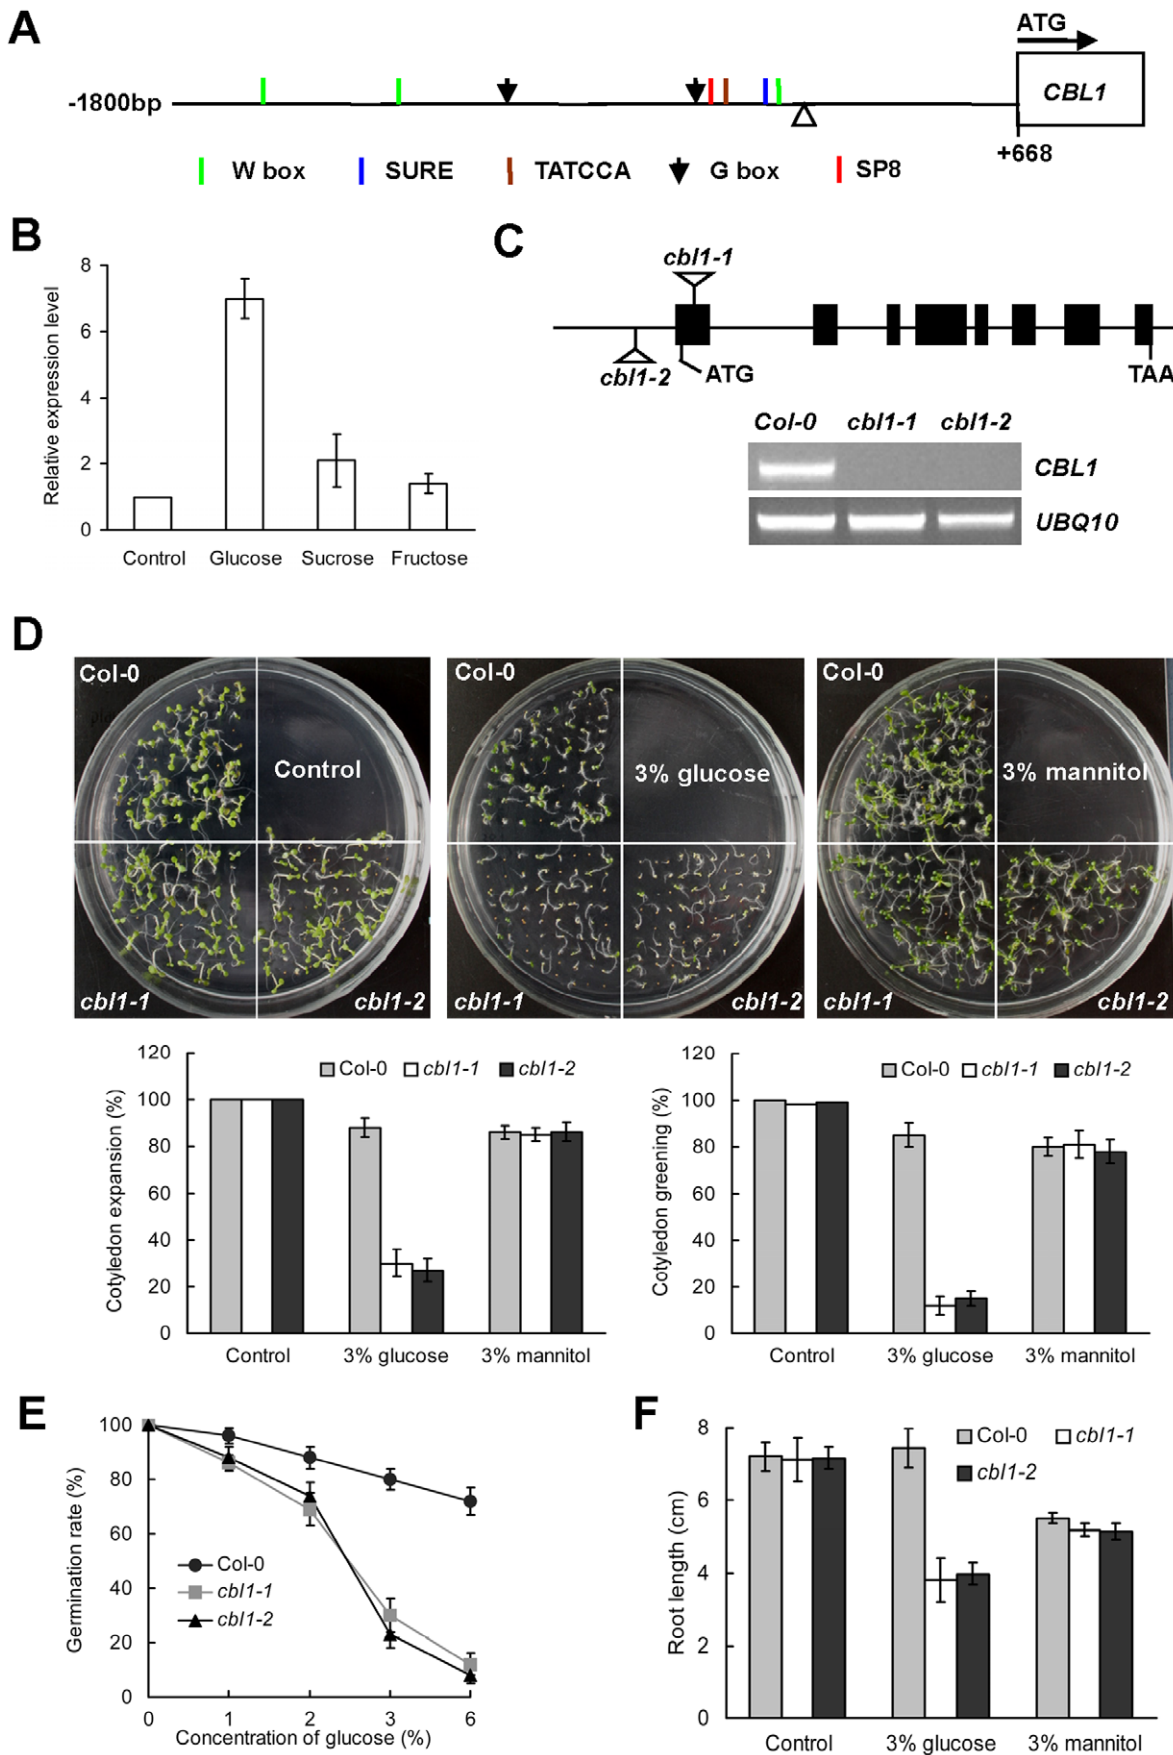 A
ATG
-1800bp
CBL1
+668
W box SURE TATCCA G box SP8
B
Relative expression level
8
6
4
2
0
Control Glucose Sucrose Fructose
C
cbl1-1
cbl1-2
ATG
TAA
Col-0 cbl1-1 cbl1-2
CBL1
UBQ10
D
Col-0
Control
cbl1-1
cbl1-2
Col-0
3% glucose
cbl1-1
cbl1-2
Col-0
3% mannitol
cbl1-1
cbl1-2
Cotyledon expansion (%)
120
100
80
60
40
20
0
Col-0 cbl1-1 cbl1-2
Control 3% glucose 3% mannitol
Cotyledon greening (%)
120
100
80
60
40
20
0
Col-0 cbl1-1 cbl1-2
Control 3% glucose 3% mannitol
E
Germination rate (%)
100
80
60
40
20
0
Col-0
cbl1-1
cbl1-2
0 1 2 3 6
Concentration of glucose (%)
F
Root length (cm)
8
6
4
2
0
Col-0 cbl1-1
cbl1-2
Control 3% glucose 3% mannitol